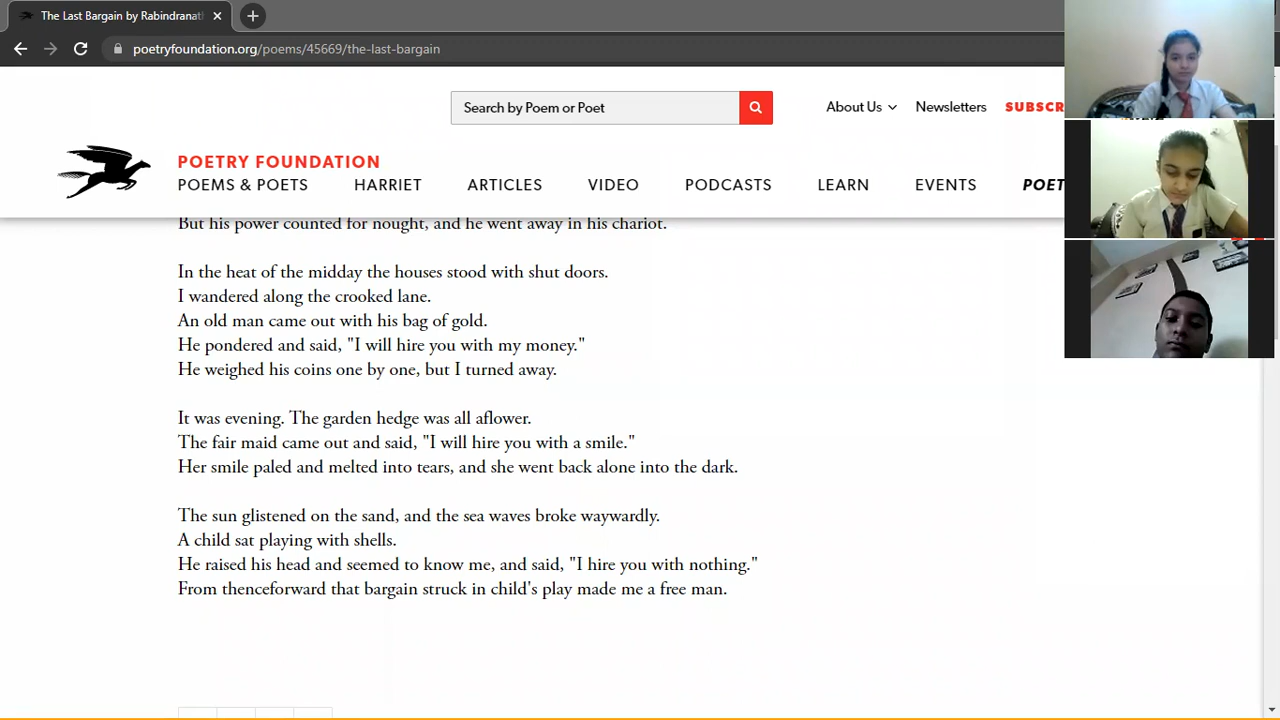 The Last Bargain by Rabindranat
poetryfoundation.org/poems/45669/the-last-bargain
Search by Poem or Poet
About Us
Newsletters
SUBSCR
POETRY FOUNDATION
POEMS & POETS
HARRIET
ARTICLES
VIDEO
PODCASTS
LEARN
EVENTS
POET
But his power counted for nought, and he went away in his chariot.
In the heat of the midday the houses stood with shut doors.
I wandered along the crooked lane.
An old man came out with his bag of gold.
He pondered and said, "I will hire you with my money."
He weighed his coins one by one, but I turned away.
It was evening. The garden hedge was all aflower.
The fair maid came out and said, "I will hire you with a smile."
Her smile paled and melted into tears, and she went back alone into the dark.
The sun glistened on the sand, and the sea waves broke waywardly.
A child sat playing with shells.
He raised his head and seemed to know me, and said, "I hire you with nothing."
From thenceforward that bargain struck in child's play made me a free man.